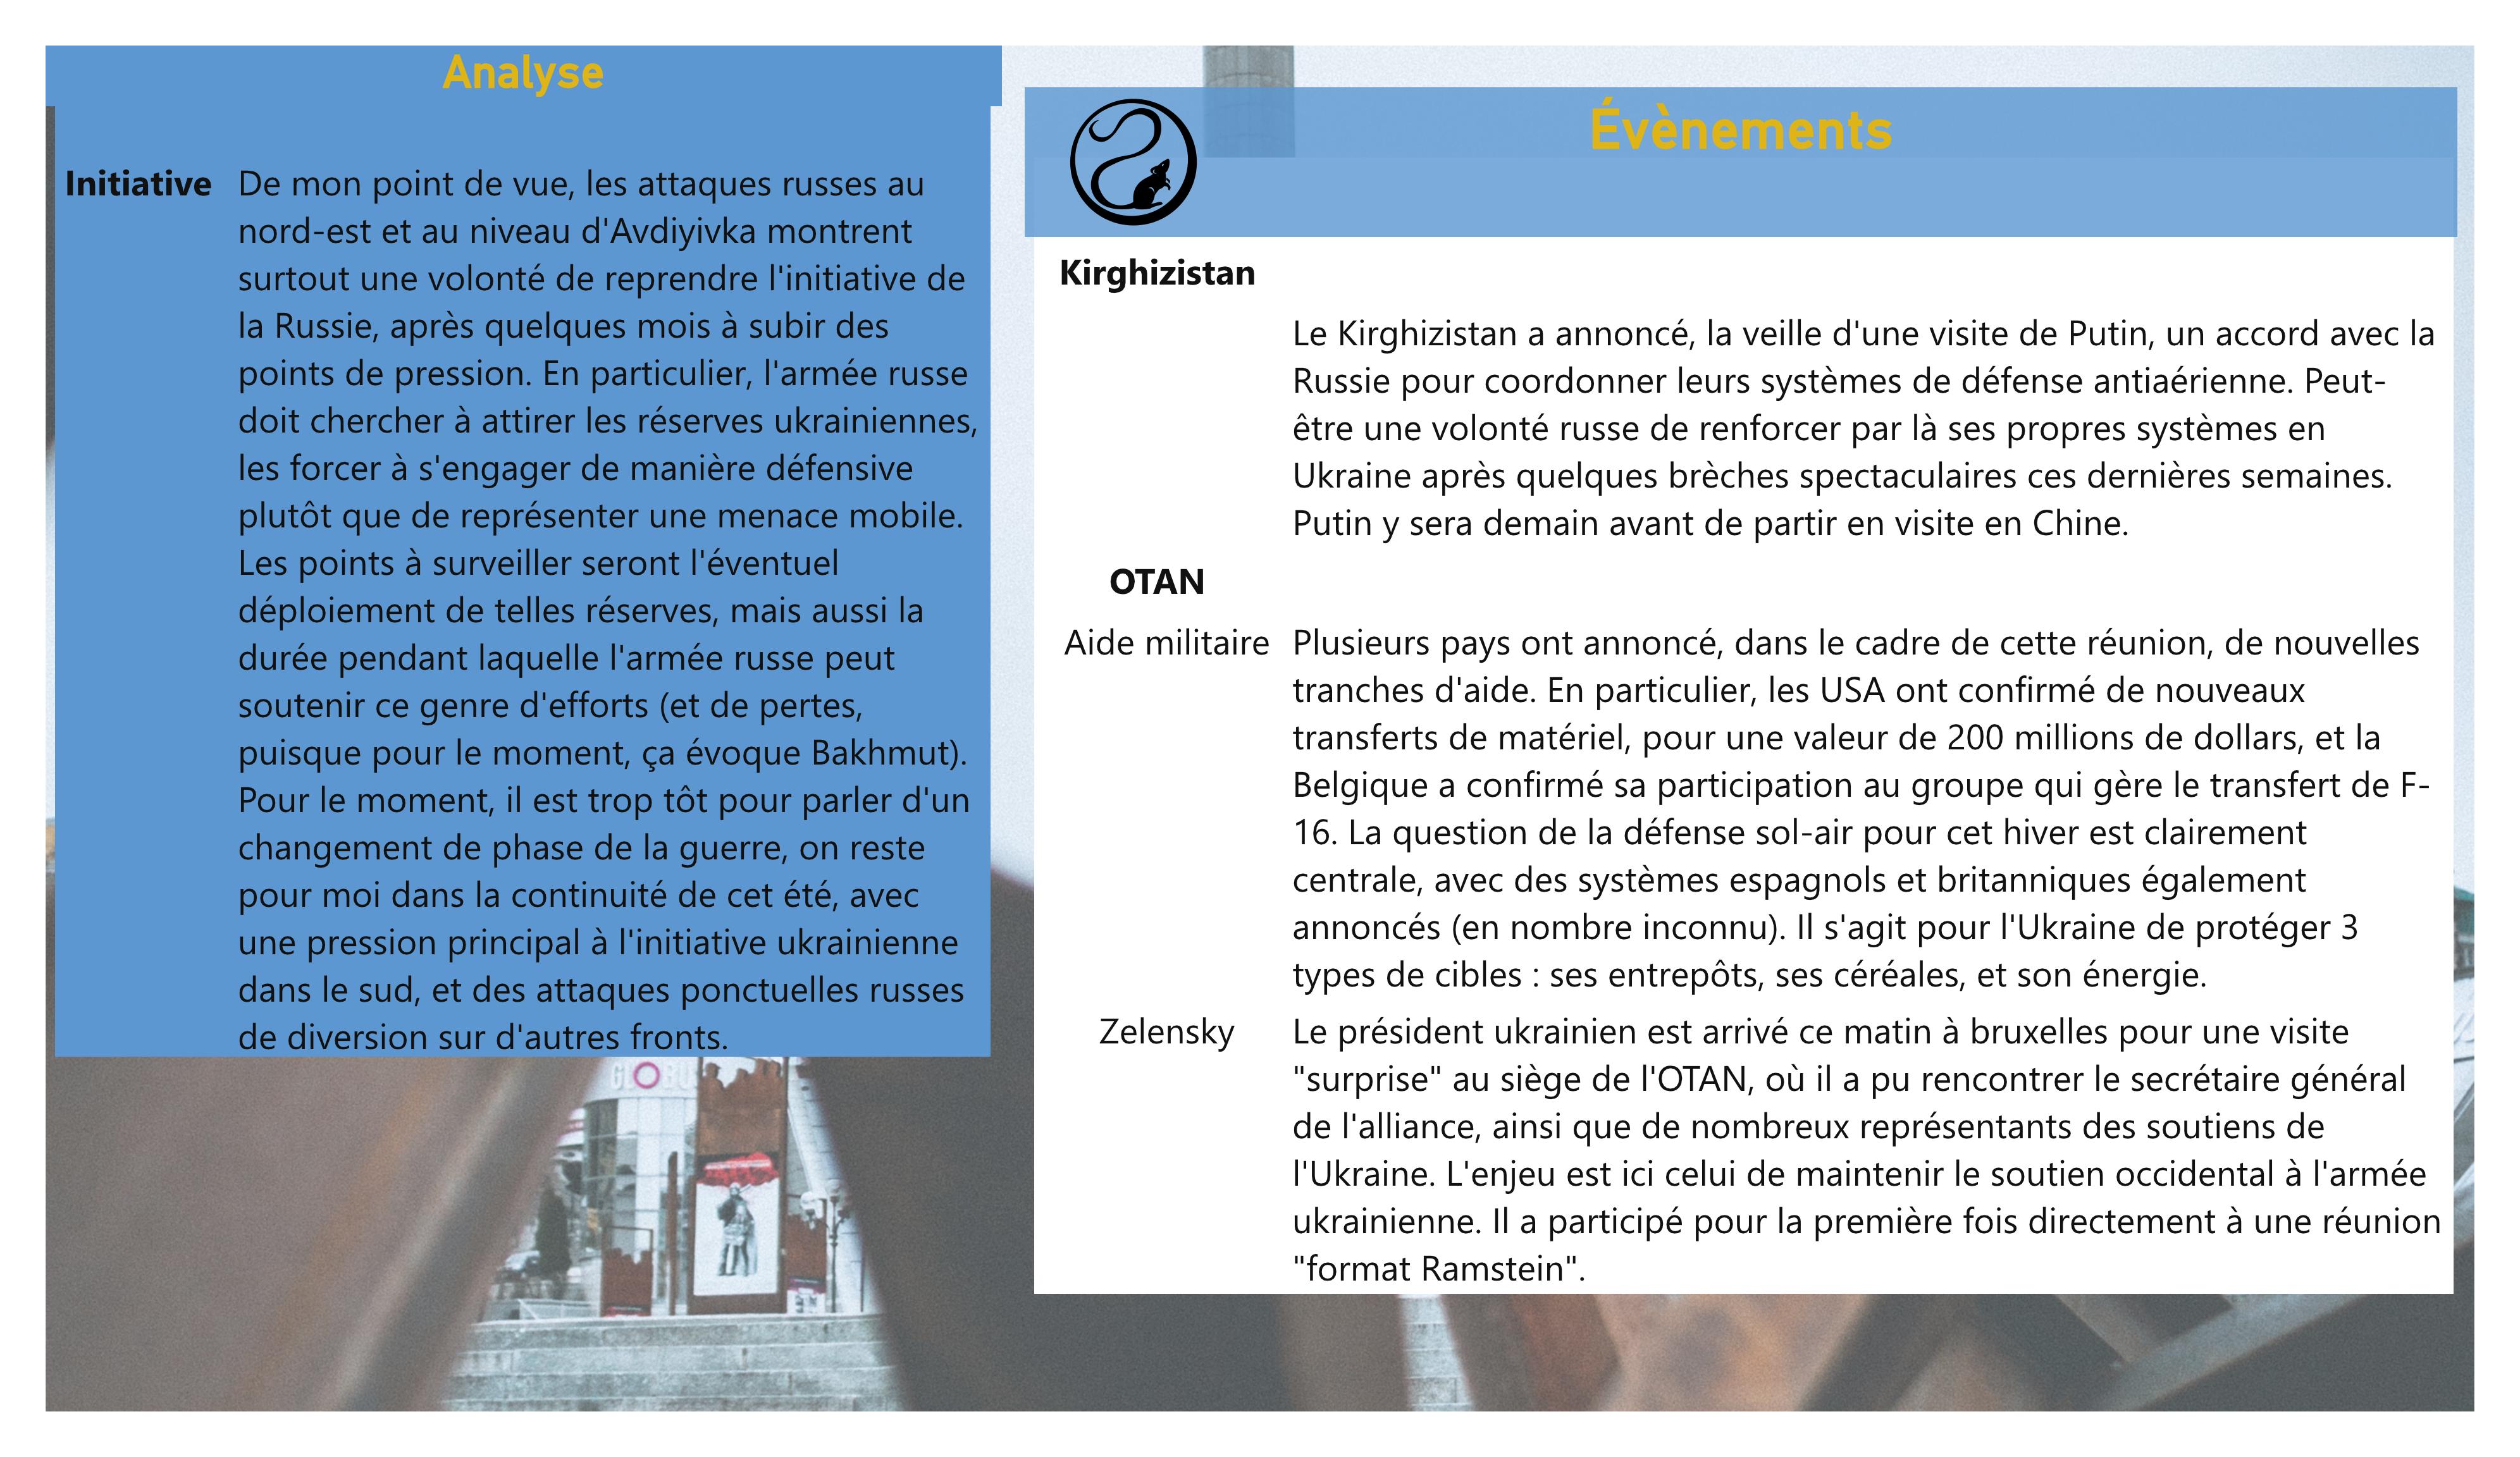 Analyse
Initiative De mon point de vue, les attaques russes au
nord-est et au niveau d'Avdiyivka montrent
surtout une volonté de reprendre l'initiative de
la Russie, après quelques mois à subir des
points de pression. En particulier, l'armée russe
doit chercher à attirer les réserves ukrainiennes,
les forcer à s'engager de manière défensive
plutôt que de représenter une menace mobile.
Les points à surveiller seront l'éventuel
déploiement de telles réserves, mais aussi la
durée pendant laquelle l'armée russe peut
soutenir ce genre d'efforts (et de pertes,
puisque pour le moment, ça évoque Bakhmut).
Pour le moment, il est trop tôt pour parler d'un
changement de phase de la guerre, on reste
pour moi dans la continuité de cet été, avec
une pression principal à l'initiative ukrainienne
dans le sud, et des attaques ponctuelles russes
de diversion sur d'autres fronts.
GLOBU
Évènements
Kirghizistan
Le Kirghizistan a annoncé, la veille d'une visite de Putin, un accord avec la
Russie pour coordonner leurs systèmes de défense antiaérienne. Peut-
être une volonté russe de renforcer par là ses propres systèmes en
Ukraine après quelques brèches spectaculaires ces dernières semaines.
Putin y sera demain avant de partir en visite en Chine.
OTAN
Aide militaire Plusieurs pays ont annoncé, dans le cadre de cette réunion, de nouvelles
tranches d'aide. En particulier, les USA ont confirmé de nouveaux
transferts de matériel, pour une valeur de 200 millions de dollars, et la
Belgique a confirmé sa participation au groupe qui gère le transfert de F-
16. La question de la défense sol-air pour cet hiver est clairement
centrale, avec des systèmes espagnols et britanniques également
annoncés (en nombre inconnu). Il s'agit pour l'Ukraine de protéger 3
types de cibles : ses entrepôts, ses céréales, et son énergie.
Zelensky Le président ukrainien est arrivé ce matin à bruxelles pour une visite
"surprise" au siège de l'OTAN, où il a pu rencontrer le secrétaire général
de l'alliance, ainsi que de nombreux représentants des soutiens de
l'Ukraine. L'enjeu est ici celui de maintenir le soutien occidental à l'armée
ukrainienne. Il a participé pour la première fois directement à une réunion
"format Ramstein".